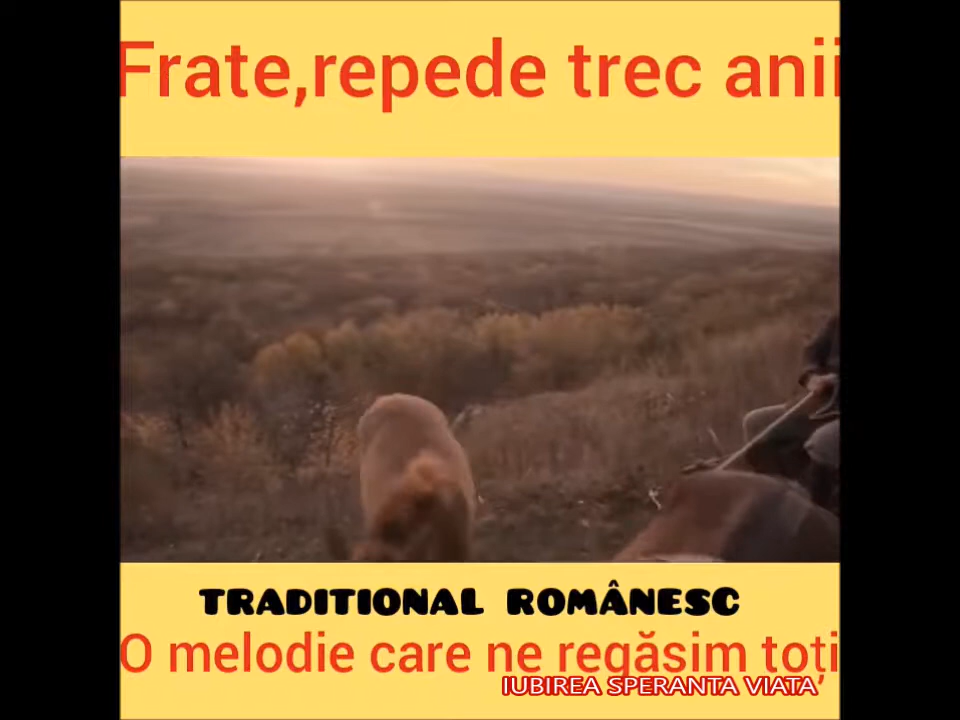 Frate,repede trec anii
TRADITIONAL ROMÂNESC
O melodie care ne regăsim toți
IUBIREA SPERANTA VIATA